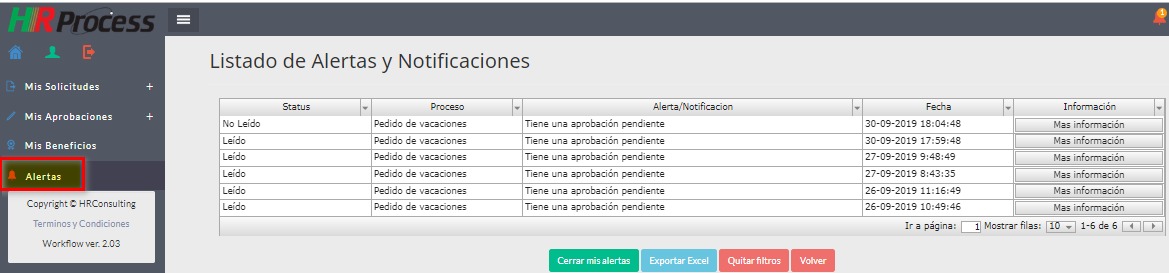 HRProcess
1
Mis Solicitudes +
Mis Aprobaciones +
Mis Beneficios
Alertas
Copyright © HRConsulting
Terminos y Condiciones
Workflow ver. 2.03
Listado de Alertas y Notificaciones
Status Proceso Alerta/Notificacion Fecha Información
No Leído Pedido de vacaciones Tiene una aprobación pendiente 30-09-2019 18:04:48 Mas información
Leído Pedido de vacaciones Tiene una aprobación pendiente 30-09-2019 17:59:48 Mas información
Leído Pedido de vacaciones Tiene una aprobación pendiente 27-09-2019 9:48:49 Mas información
Leído Pedido de vacaciones Tiene una aprobación pendiente 27-09-2019 8:43:35 Mas información
Leído Pedido de vacaciones Tiene una aprobación pendiente 26-09-2019 11:16:49 Mas información
Leído Pedido de vacaciones Tiene una aprobación pendiente 26-09-2019 10:49:46 Mas información
Ir a página: 1 Mostrar filas: 10 1-6 de 6
Cerrar mis alertas Exportar Excel Quitar filtros Volver